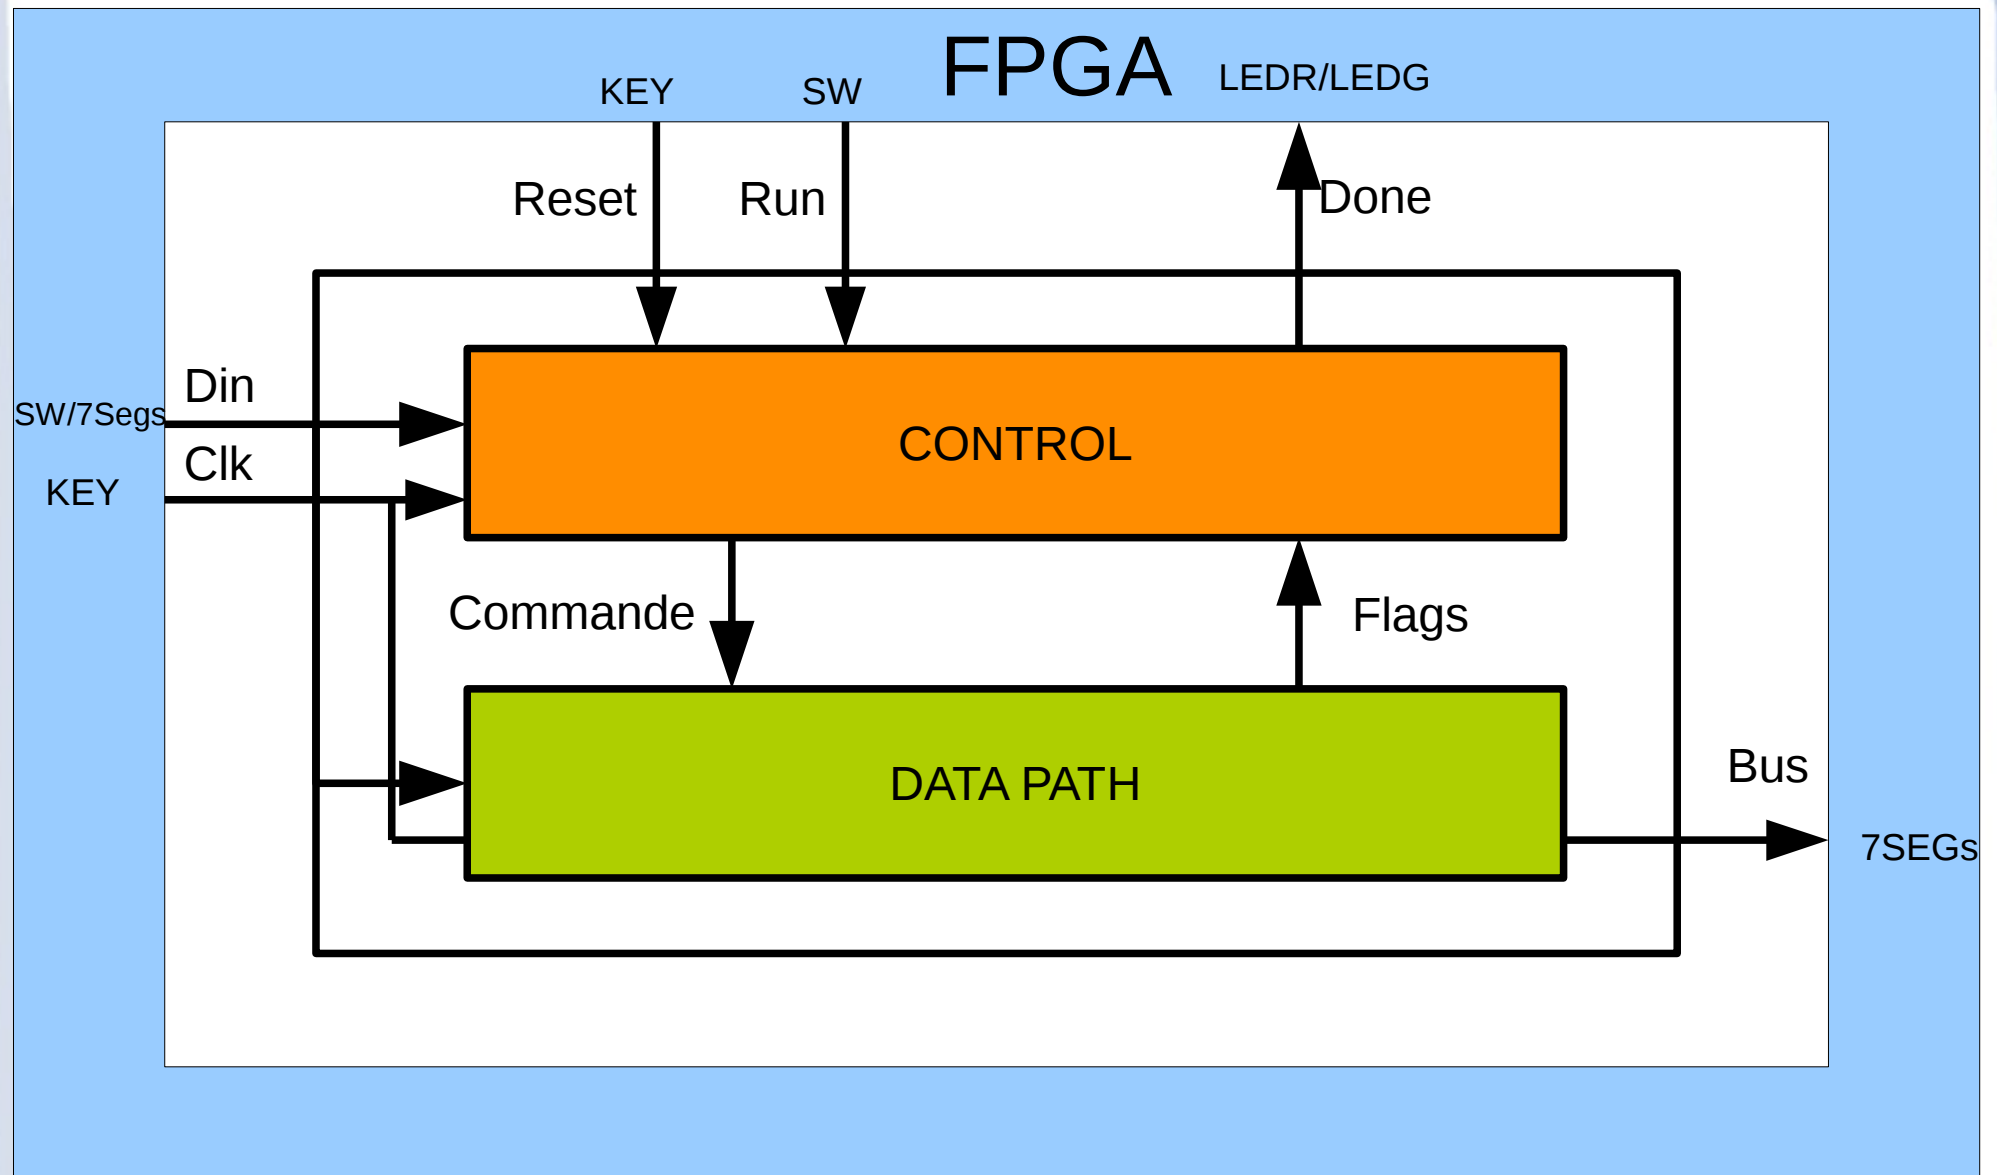 FPGA
KEY
SW
LEDR/LEDG
Reset
Run
Done
Din
SW/7Segs
Clk
KEY
CONTROL
Commande
Flags
DATA PATH
Bus
7SEGs